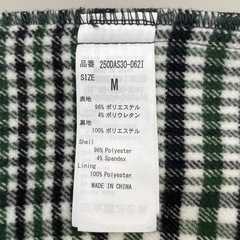 品番 250DAS30-062I
SIZE
M
表地
96% ポリエステル
4% ポリウレタン
裏地
100% ポリエステル
Shell
96% Polyester
4% Spandex
Lining
100% Polyester
MADE IN CHINA